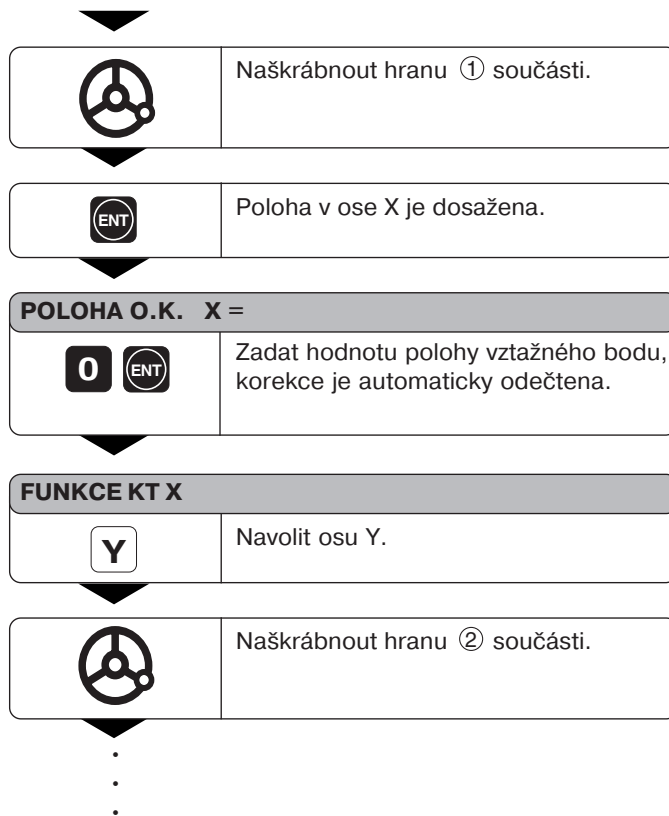 Naškrábnout hranu ① součásti.
ENT
Poloha v ose X je dosažena.
POLOHA O.K. X =
0 ENT
Zadat hodnotu polohy vztažného bodu,
korekce je automaticky odečtena.
FUNKCE KT X
Y
Navolit osu Y.
Naškrábnout hranu ② součásti.